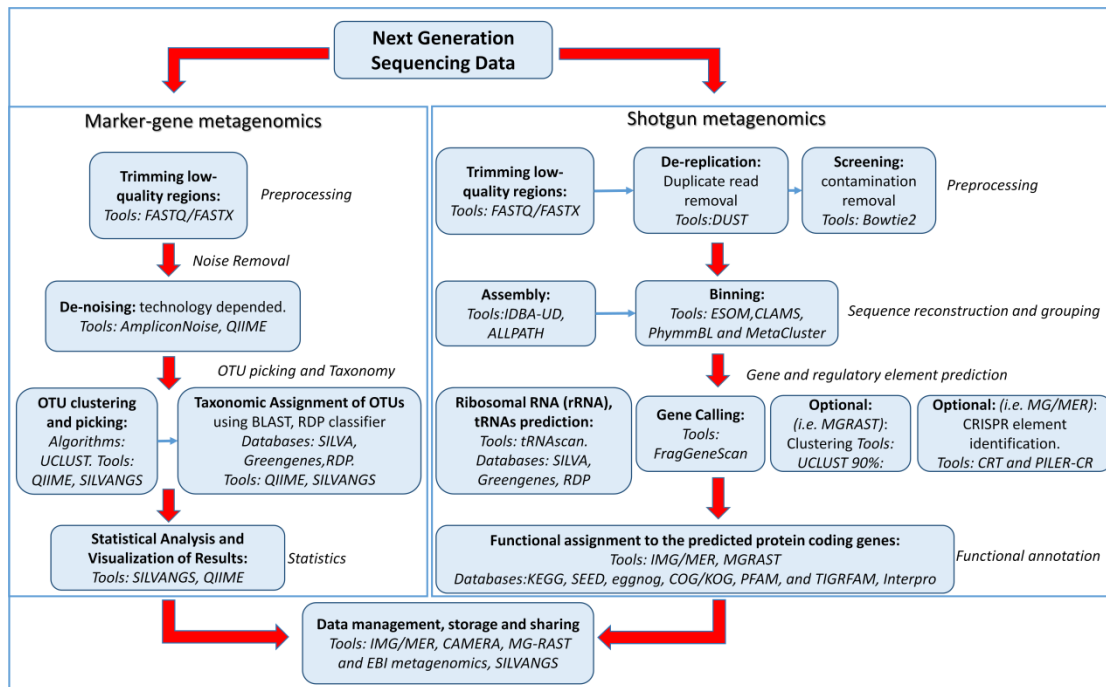 Next Generation
Sequencing Data
Marker-gene metagenomics
Trimming low-
quality regions:
Tools: FASTQ/FASTX
Preprocessing
Noise Removal
De-noising: technology depended.
Tools: AmpliconNoise, QIIME
OTU picking and Taxonomy
OTU clustering
and picking:
Algorithms:
UCLUST. Tools:
QIIME, SILVANGS
Taxonomic Assignment of OTUs
using BLAST, RDP classifier
Databases: SILVA,
Greengenes,RDP.
Tools: QIIME, SILVANGS
Statistical Analysis and
Visualization of Results:
Tools: SILVANGS, QIIME
Statistics
Shotgun metagenomics
Trimming low-
quality regions:
Tools: FASTQ/FASTX
De-replication:
Duplicate read
removal
Tools:DUST
Screening:
contamination
removal
Tools: Bowtie2
Preprocessing
Assembly:
Tools:IDBA-UD,
ALLPATH
Binning:
Tools: ESOM,CLAMS,
PhymmBL and MetaCluster
Sequence reconstruction and grouping
Gene and regulatory element prediction
Ribosomal RNA (rRNA),
tRNAs prediction:
Tools: tRNAscan.
Databases: SILVA,
Greengenes, RDP
Gene Calling:
Tools:
FragGeneScan
Optional:
(i.e. MGRAST):
Clustering Tools:
UCLUST 90%:
Optional: (i.e. MG/MER):
CRISPR element
identification.
Tools: CRT and PILER-CR
Functional assignment to the predicted protein coding genes:
Tools: IMG/MER, MGRAST
Databases:KEGG, SEED, eggnog, COG/KOG, PFAM, and TIGRFAM, Interpro
Functional annotation
Data management, storage and sharing
Tools: IMG/MER, CAMERA, MG-RAST
and EBI metagenomics, SILVANGS